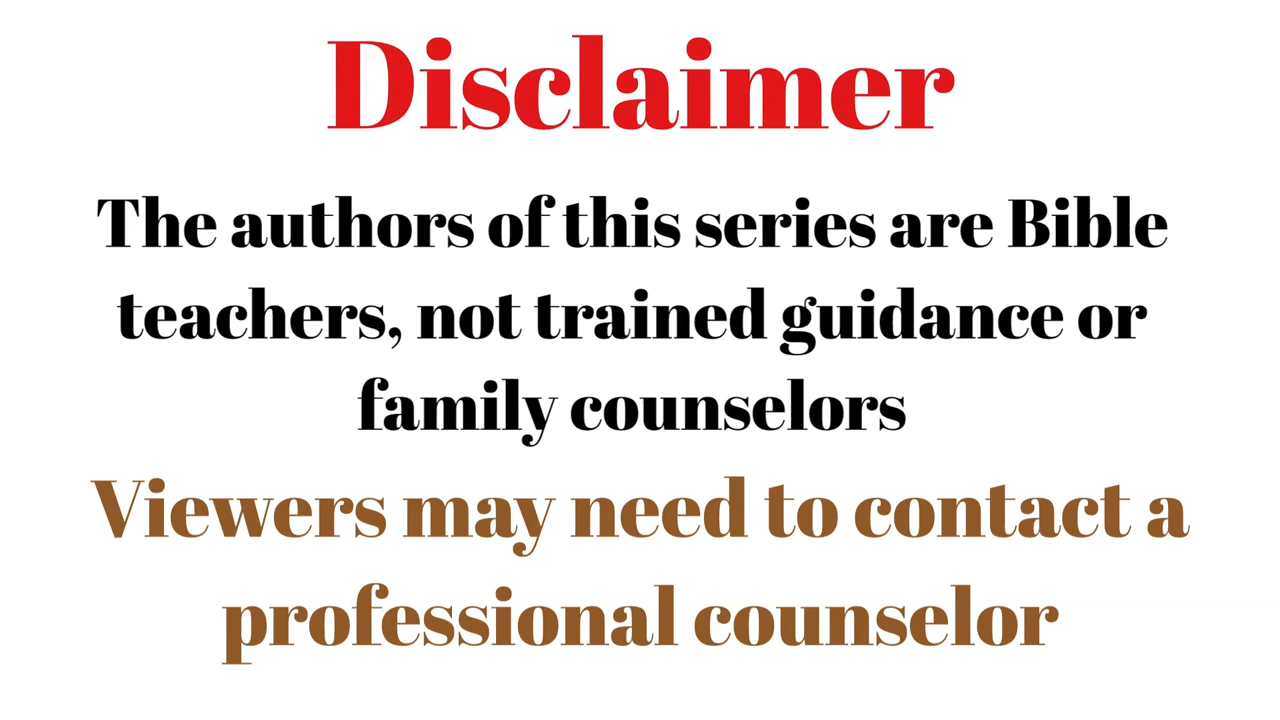 Disclaimer
The authors of this series are Bible
teachers, not trained guidance or
family counselors
Viewers may need to contact a
professional counselor